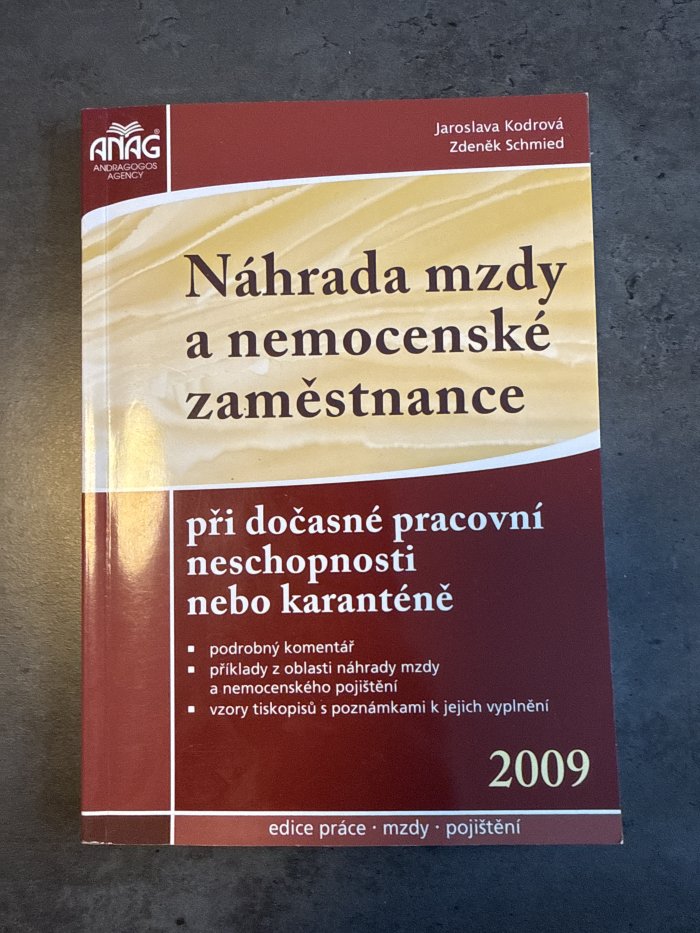 Jaroslava Kodrová
Zdeněk Schmied
ANAG®
ANDRAGOGOS
AGENCY
Náhrada mzdy
a nemocenské
zaměstnance
při dočasné pracovní
neschopnosti
nebo karanténě
▪ podrobný komentář
▪ příklady z oblasti náhrady mzdy
a nemocenského pojištění
▪ vzory tiskopisů s poznámkami k jejich vyplnění
2009
edice práce · mzdy · pojištění